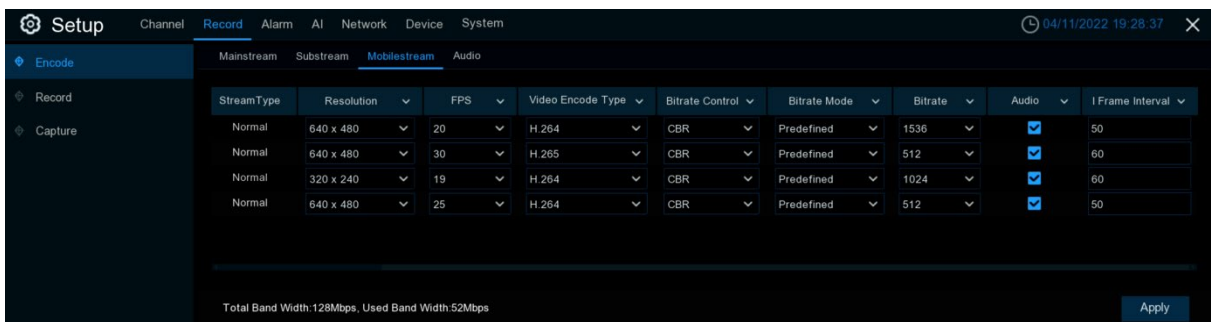 Setup Channel Record Alarm AI Network Device System 04/11/2022 19:28:37
Encode
Record
Capture
Mainstream Substream Mobilestream Audio
StreamType Resolution FPS Video Encode Type Bitrate Control Bitrate Mode Bitrate Audio I Frame Interval
Normal 640 x 480 20 H.264 CBR Predefined 1536 50
Normal 640 x 480 30 H.265 CBR Predefined 512 60
Normal 320 x 240 19 H.264 CBR Predefined 1024 60
Normal 640 x 480 25 H.264 CBR Predefined 512 50
Total Band Width:128Mbps, Used Band Width:52Mbps
Apply